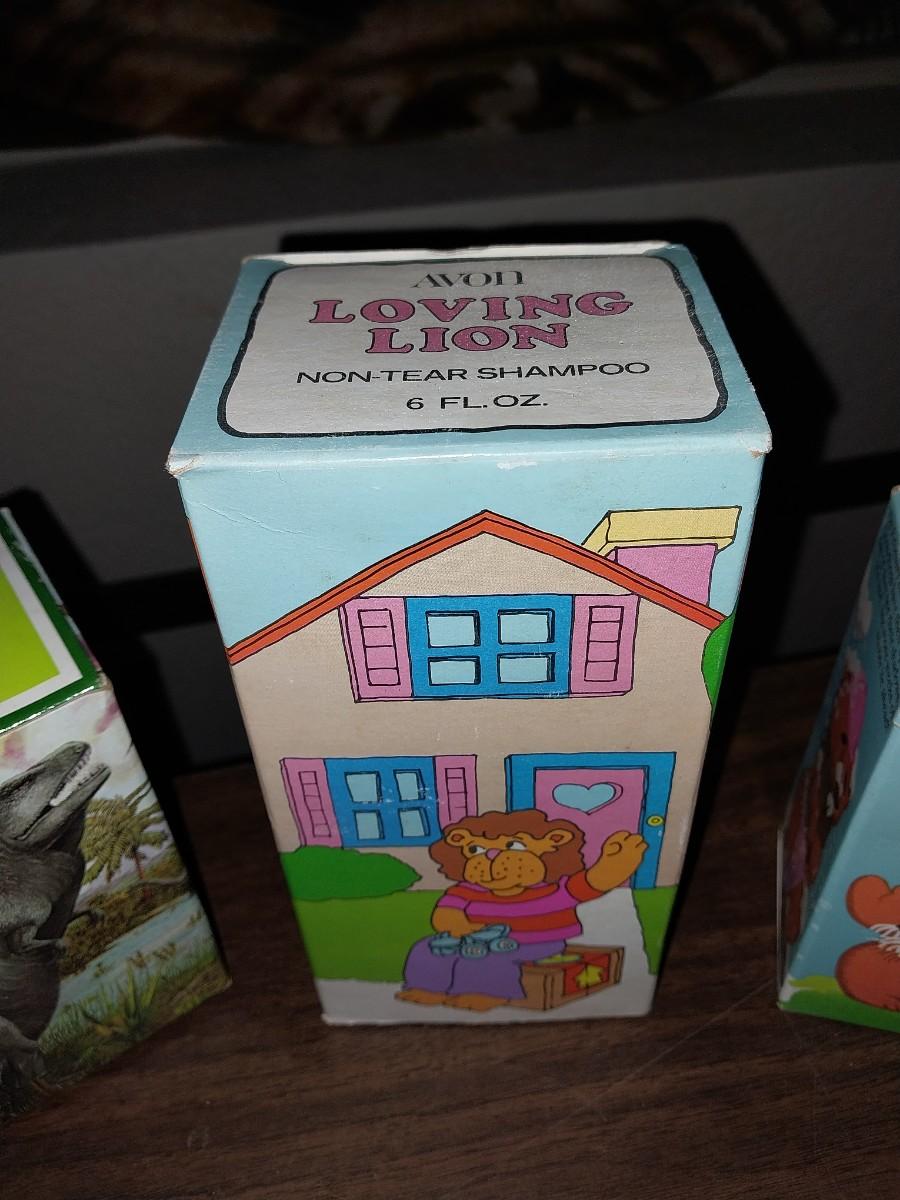 AVON
LOVING
LION
NON-TEAR SHAMPOO
6 FL. OZ.